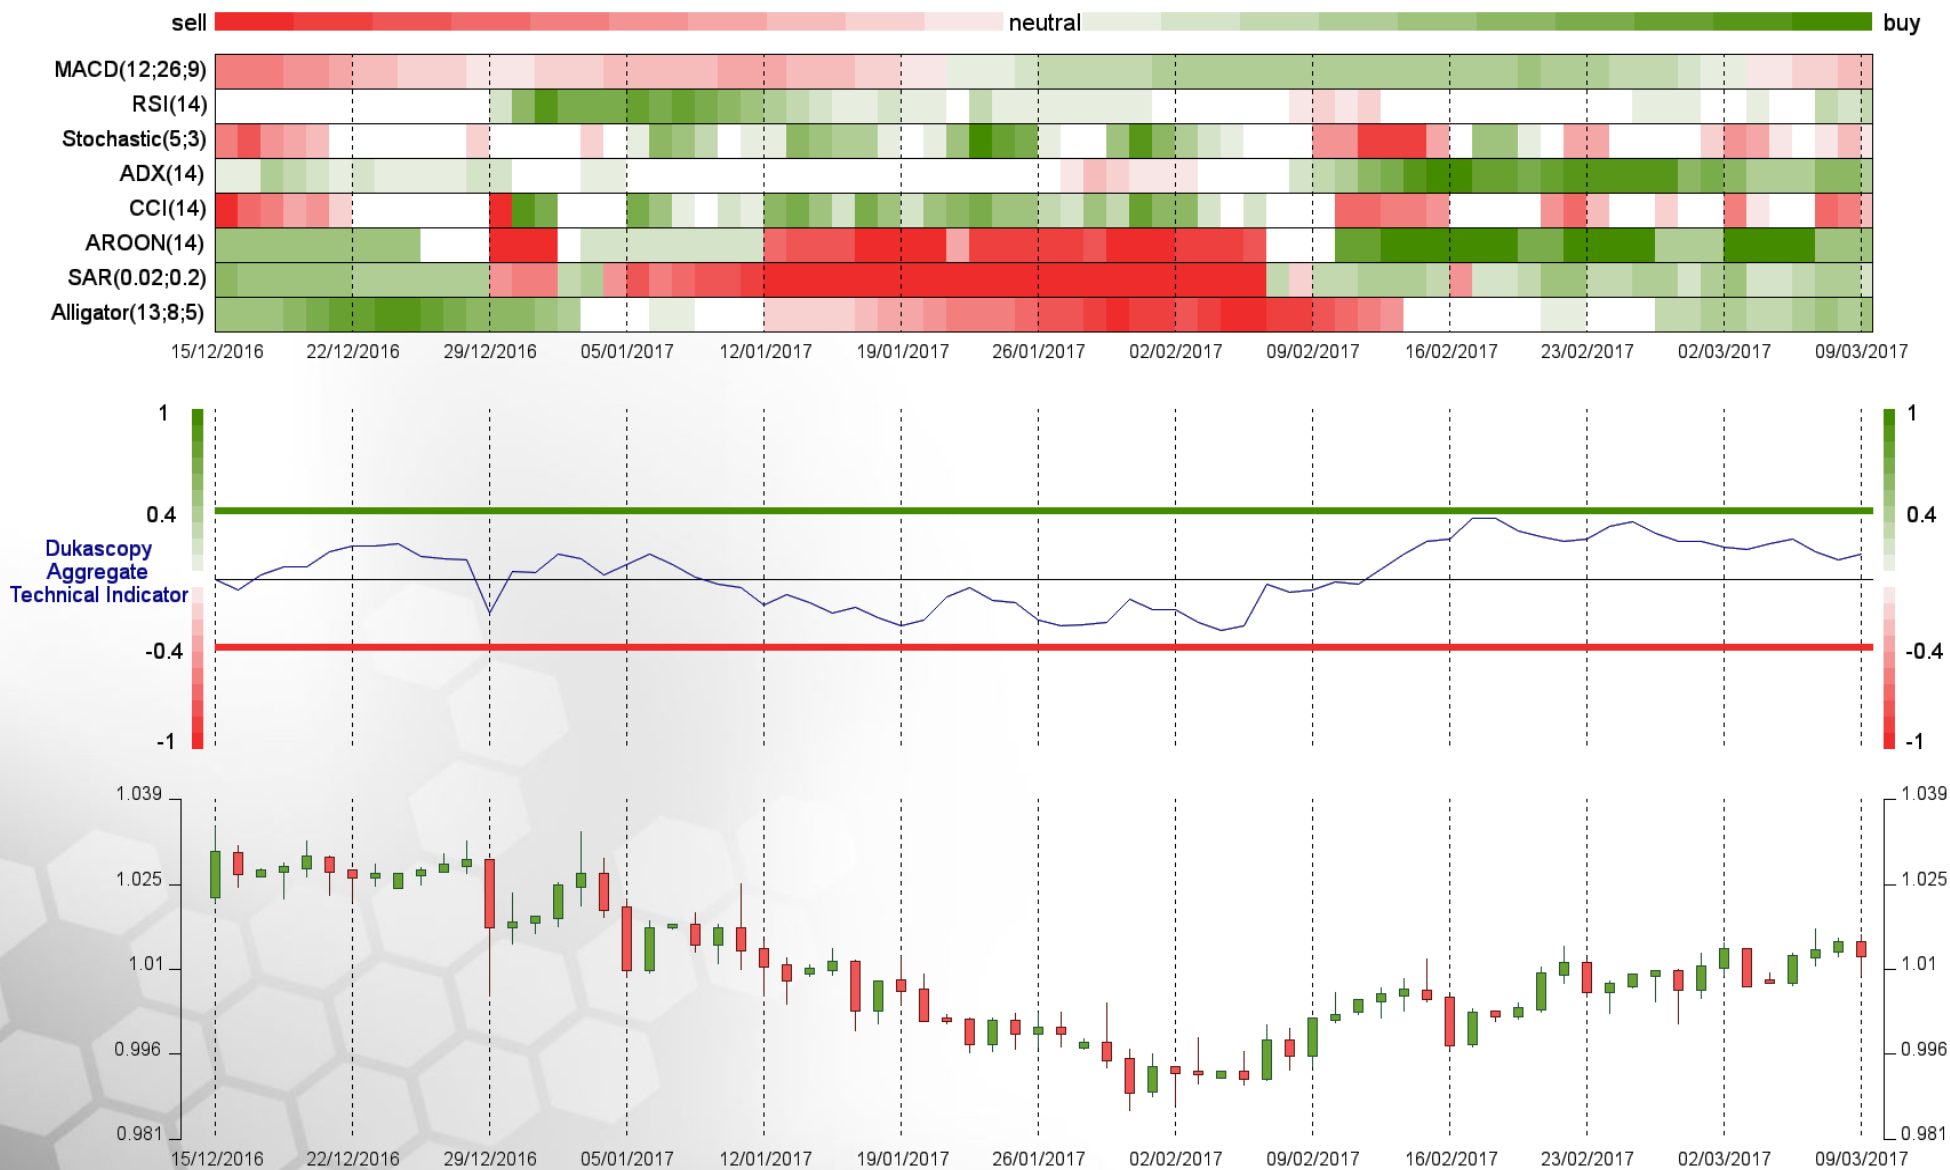 sell neutral buy
MACD(12;26;9)
RSI(14)
Stochastic(5;3)
ADX(14)
CCI(14)
AROON(14)
SAR(0.02;0.2)
Alligator(13;8;5)
15/12/2016 22/12/2016 29/12/2016 05/01/2017 12/01/2017 19/01/2017 26/01/2017 02/02/2017 09/02/2017 16/02/2017 23/02/2017 02/03/2017 09/03/2017
1 1
0.4 0.4
Dukascopy
Aggregate
Technical Indicator
-0.4 -0.4
-1 -1
1.039 1.039
1.025 1.025
1.01 1.01
0.996 0.996
0.981 0.981
15/12/2016 22/12/2016 29/12/2016 05/01/2017 12/01/2017 19/01/2017 26/01/2017 02/02/2017 09/02/2017 16/02/2017 23/02/2017 02/03/2017 09/03/2017